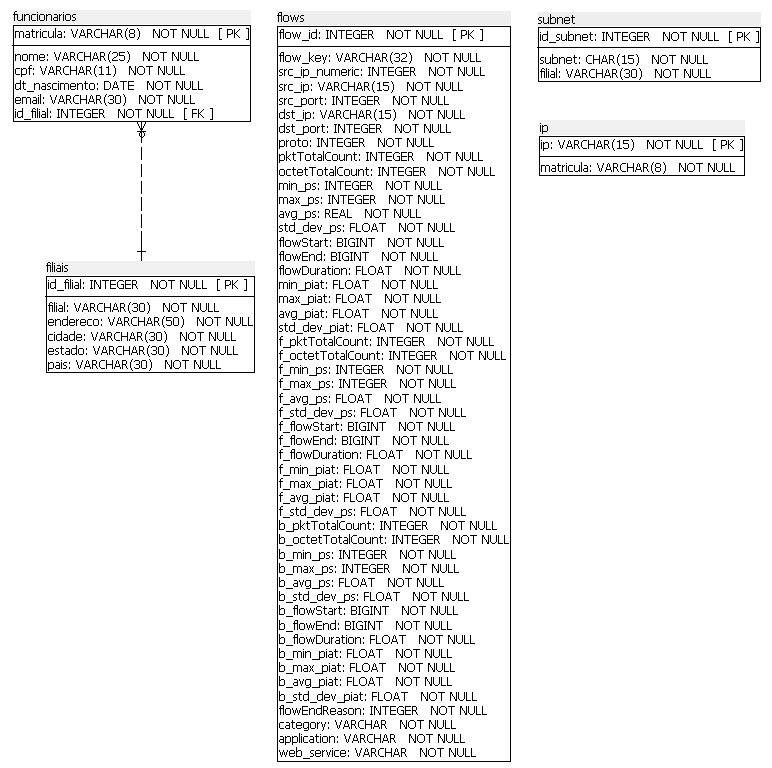 funcionarios
matricula: VARCHAR(8) NOT NULL [ PK ]
nome: VARCHAR(25) NOT NULL
cpf: VARCHAR(11) NOT NULL
dt_nascimento: DATE NOT NULL
email: VARCHAR(30) NOT NULL
id_filial: INTEGER NOT NULL [ FK ]
filiais
id_filial: INTEGER NOT NULL [ PK ]
filial: VARCHAR(30) NOT NULL
endereco: VARCHAR(50) NOT NULL
cidade: VARCHAR(30) NOT NULL
estado: VARCHAR(30) NOT NULL
pais: VARCHAR(30) NOT NULL
flows
flow_id: INTEGER NOT NULL [ PK ]
flow_key: VARCHAR(32) NOT NULL
src_ip_numeric: INTEGER NOT NULL
src_ip: VARCHAR(15) NOT NULL
src_port: INTEGER NOT NULL
dst_ip: VARCHAR(15) NOT NULL
dst_port: INTEGER NOT NULL
proto: INTEGER NOT NULL
pktTotalCount: INTEGER NOT NULL
octetTotalCount: INTEGER NOT NULL
min_ps: INTEGER NOT NULL
max_ps: INTEGER NOT NULL
avg_ps: REAL NOT NULL
std_dev_ps: FLOAT NOT NULL
flowStart: BIGINT NOT NULL
flowEnd: BIGINT NOT NULL
flowDuration: FLOAT NOT NULL
min_piat: FLOAT NOT NULL
max_piat: FLOAT NOT NULL
avg_piat: FLOAT NOT NULL
std_dev_piat: FLOAT NOT NULL
f_pktTotalCount: INTEGER NOT NULL
f_octetTotalCount: INTEGER NOT NULL
f_min_ps: INTEGER NOT NULL
f_max_ps: INTEGER NOT NULL
f_avg_ps: FLOAT NOT NULL
f_std_dev_ps: FLOAT NOT NULL
f_flowStart: BIGINT NOT NULL
f_flowEnd: BIGINT NOT NULL
f_flowDuration: FLOAT NOT NULL
f_min_piat: FLOAT NOT NULL
f_max_piat: FLOAT NOT NULL
f_avg_piat: FLOAT NOT NULL
f_std_dev_ps: FLOAT NOT NULL
b_pktTotalCount: INTEGER NOT NULL
b_octetTotalCount: INTEGER NOT NULL
b_min_ps: INTEGER NOT NULL
b_max_ps: INTEGER NOT NULL
b_avg_ps: FLOAT NOT NULL
b_std_dev_ps: FLOAT NOT NULL
b_flowStart: BIGINT NOT NULL
b_flowEnd: BIGINT NOT NULL
b_flowDuration: FLOAT NOT NULL
b_min_piat: FLOAT NOT NULL
b_max_piat: FLOAT NOT NULL
b_avg_piat: FLOAT NOT NULL
b_std_dev_piat: FLOAT NOT NULL
flowEndReason: INTEGER NOT NULL
category: VARCHAR NOT NULL
application: VARCHAR NOT NULL
web_service: VARCHAR NOT NULL
subnet
id_subnet: INTEGER NOT NULL [ PK ]
subnet: CHAR(15) NOT NULL
filial: VARCHAR(30) NOT NULL
ip
ip: VARCHAR(15) NOT NULL [ PK ]
matricula: VARCHAR(8) NOT NULL